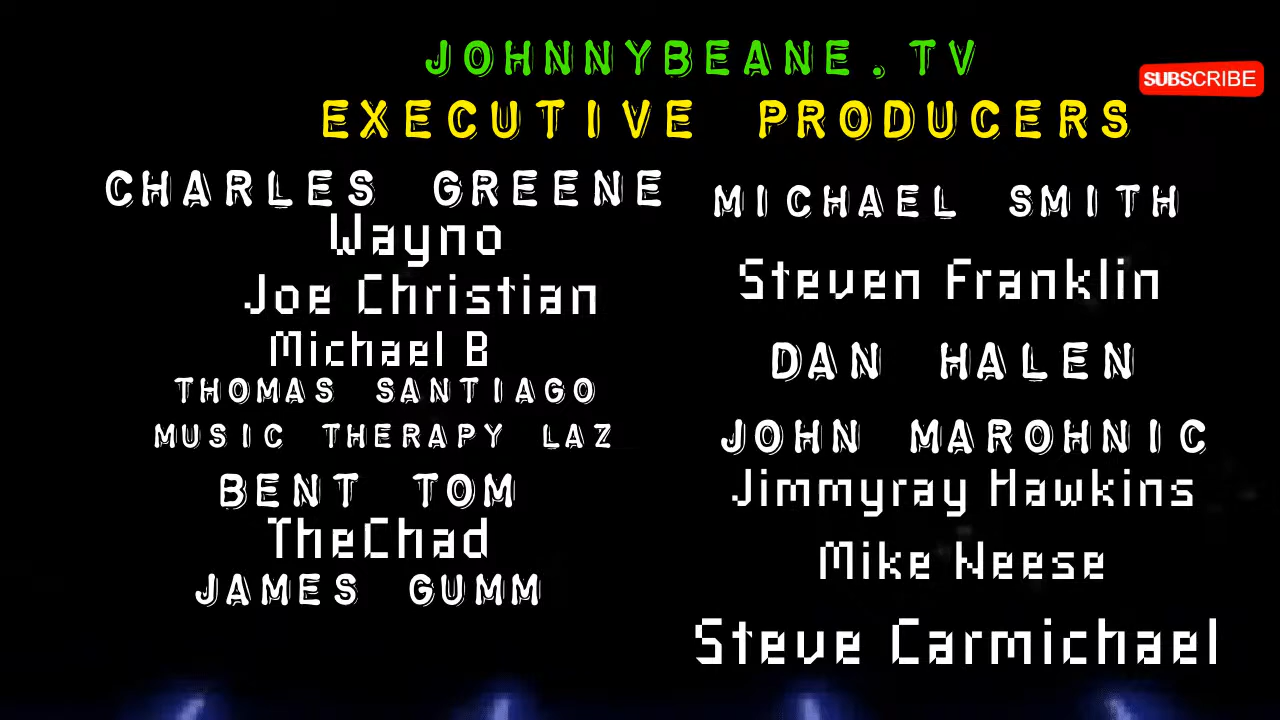 JOHNNYBEANE.TV
SUBSCRIBE
EXECUTIVE PRODUCERS
CHARLES GREENE
Wayno
Joe Christian
Michael B
THOMAS SANTIAGO
MUSIC THERAPY LAZ
BENT TOM
TheChad
JAMES GUMM
MICHAEL SMITH
Steven Franklin
DAN HALEN
JOHN MAROHNIC
Jimmyray Hawkins
Mike Neese
Steve Carmichael